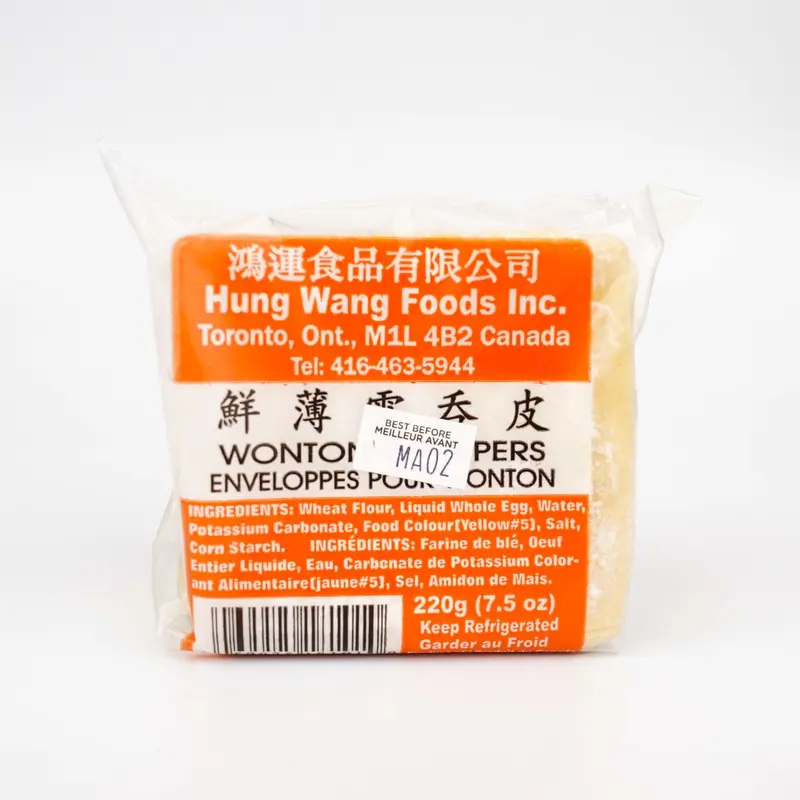 鴻運食品有限公司
Hung Wang Foods Inc.
Toronto, Ont., M1L 4B2 Canada
Tel: 416-463-5944
鮮薄雲吞皮
BEST BEFORE
MEILLEUR AVANT
MA02
WONTON PERS
ENVELOPPES POUR WONTON
INGREDIENTS: Wheat Flour, Liquid Whole Egg, Water,
Potassium Carbonate, Food Colour(Yellow#5), Salt,
Corn Starch. INGRÉDIENTS: Farine de blé, Oeuf
Entier Líquide, Eau, Carbonate de Potassium Color-
ant Alimentaire(jaune#5), Sel, Amidon de Mais.
220g (7.5 oz)
Keep Refrigerated
Garder au Froid